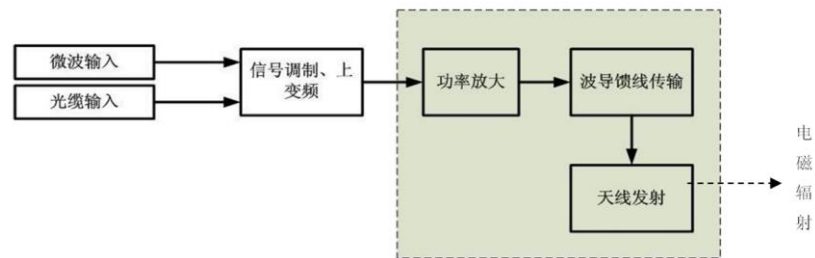 微波输入
光缆输入
信号调制、上
变频
功率放大
波导馈线传输
天线发射
电
磁
辐
射